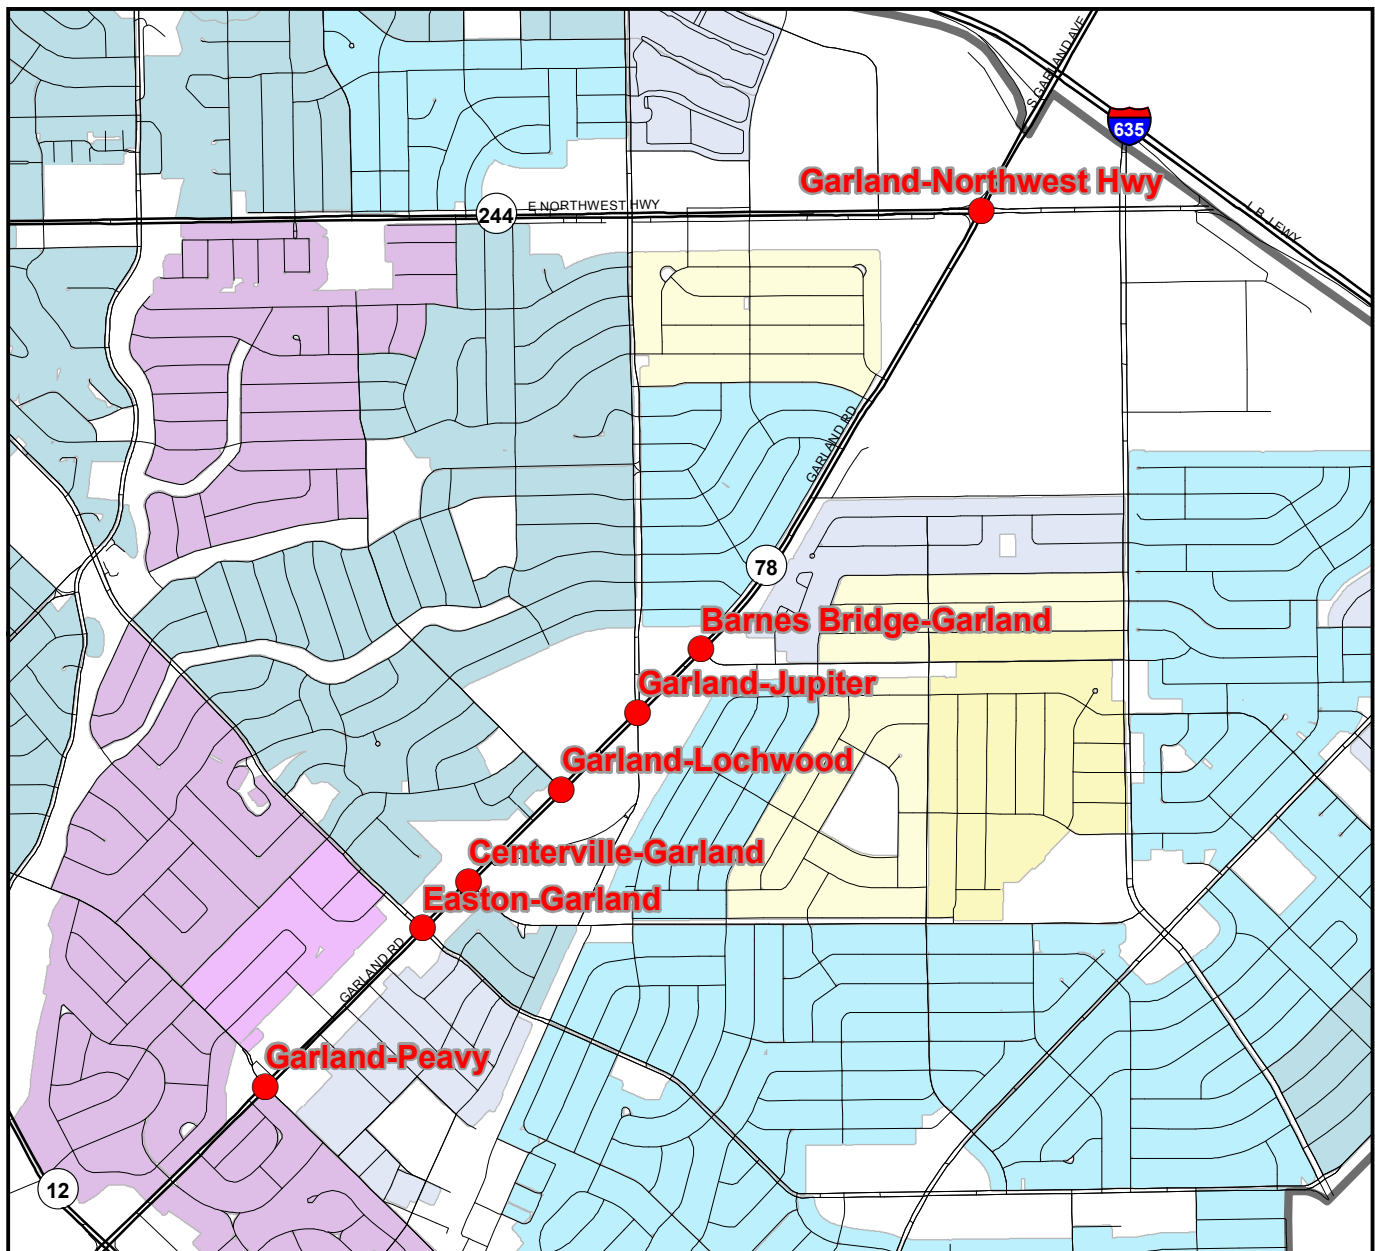 S GARLAND AVE
635
Garland-Northwest Hwy
244
E NORTHWEST HWY
L B J FWY
GARLAND RD
78
Barnes Bridge-Garland
Garland-Jupiter
Garland-Lochwood
Centerville-Garland
Easton-Garland
GARLAND RD
Garland-Peavy
12